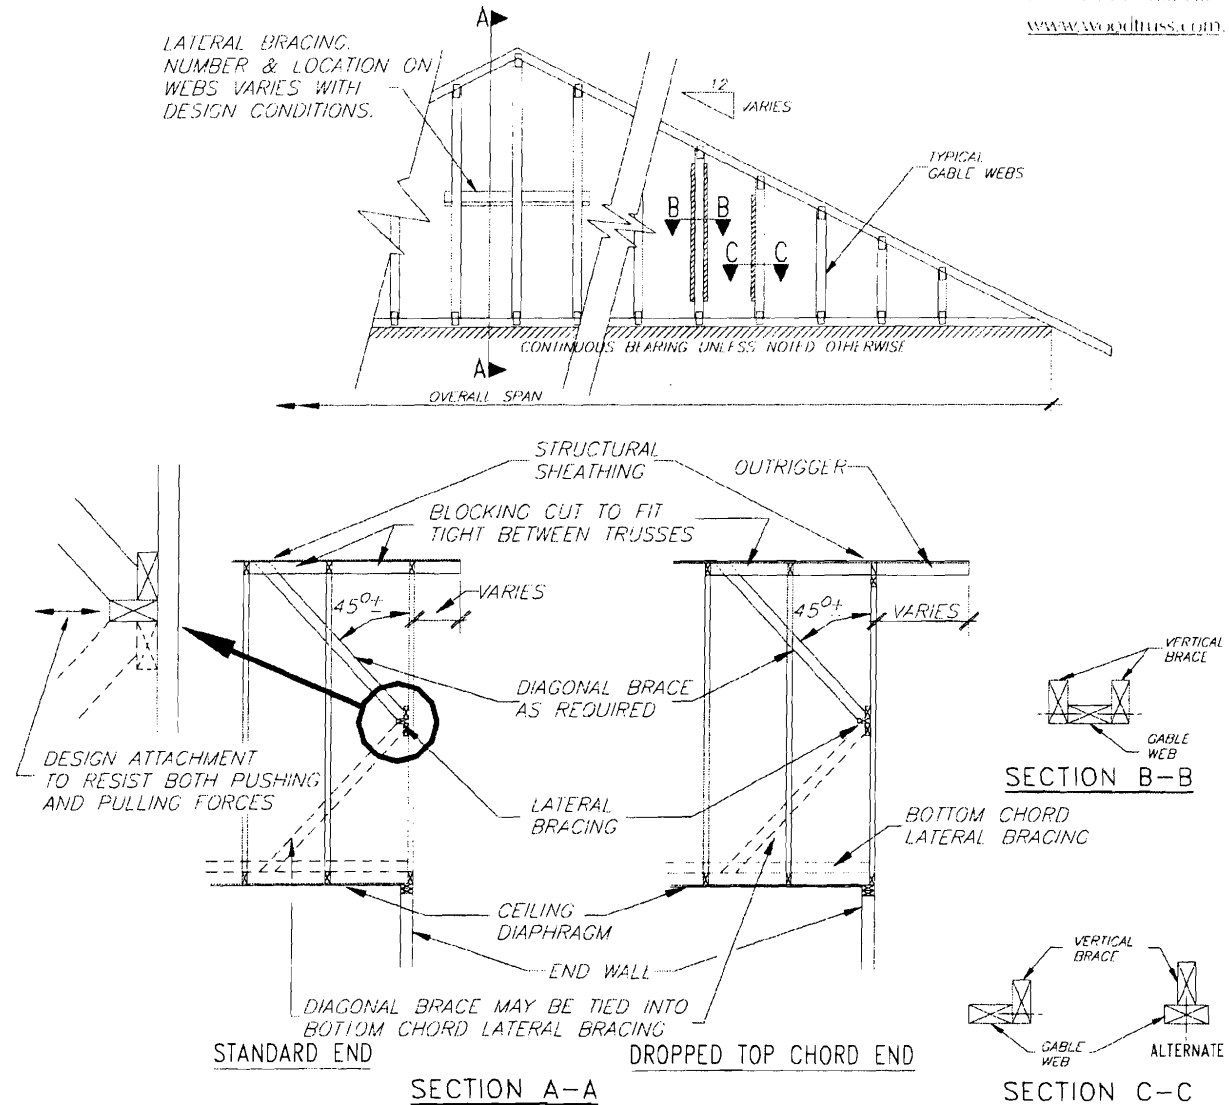 www.woodtruss.com.
A
LATERAL BRACING.
NUMBER & LOCATION ON
WEBS VARIES WITH
DESIGN CONDITIONS.
12
VARIES
TYPICAL
GABLE WEBS
B B
C C
CONTINUOUS BEARING UNLESS NOTED OTHERWISE
A
OVERALL SPAN
STRUCTURAL
SHEATHING
OUTRIGGER
BLOCKING CUT TO FIT
TIGHT BETWEEN TRUSSES
45°±
VARIES
45°±
VARIES
DIAGONAL BRACE
AS REQUIRED
VERTICAL
BRACE
GABLE
WEB
SECTION B-B
DESIGN ATTACHMENT
TO RESIST BOTH PUSHING
AND PULLING FORCES
LATERAL
BRACING
BOTTOM CHORD
LATERAL BRACING
CEILING
DIAPHRAGM
END WALL
DIAGONAL BRACE MAY BE TIED INTO
BOTTOM CHORD LATERAL BRACING
VERTICAL
BRACE
GABLE
WEB
ALTERNATE
STANDARD END
DROPPED TOP CHORD END
SECTION A-A
SECTION C-C